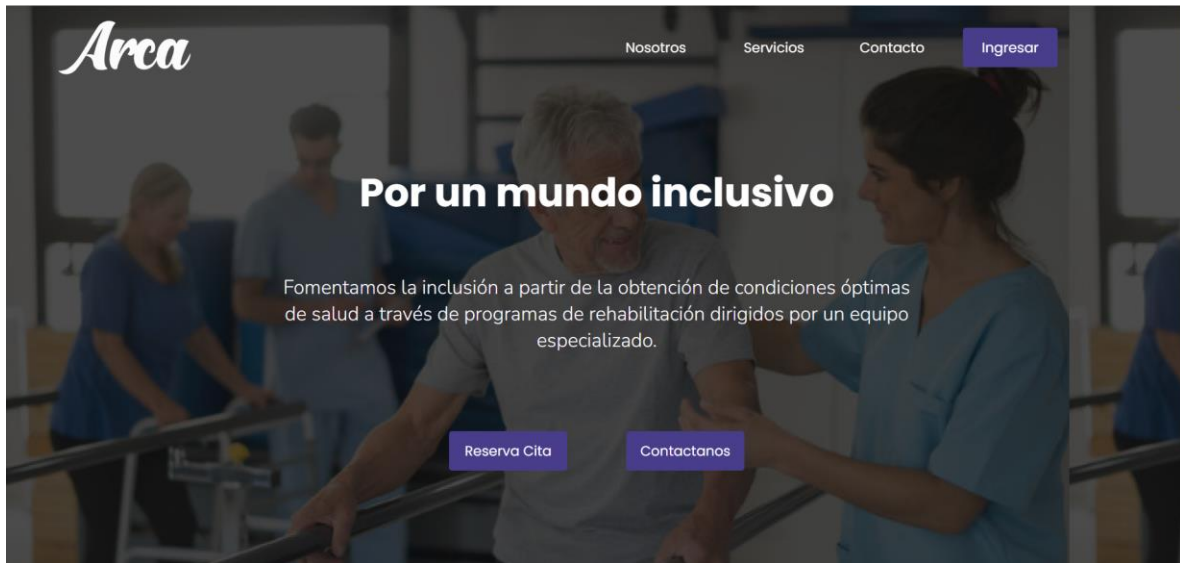 Arca
Nosotros
Servicios
Contacto
Ingresar
Por un mundo inclusivo
Fomentamos la inclusión a partir de la obtención de condiciones óptimas
de salud a través de programas de rehabilitación dirigidos por un equipo
especializado.
Reserva Cita
Contactanos